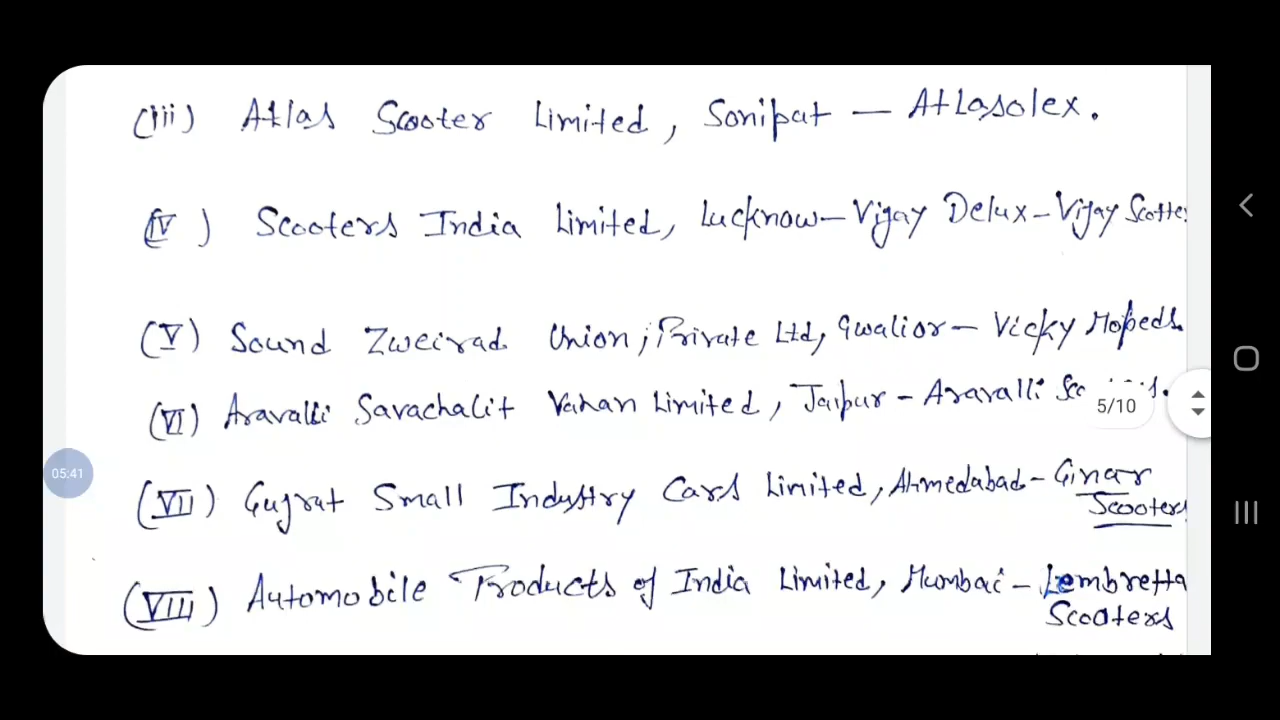 (iii) Atlas Scooter Limited, Sonipat — Atlasolex.
(IV) Scooters India Limited, Lucknow – Vijay Delux – Vijay
(V) Sound Zweirad Union, Private Ltd, Gwalior – Vicky Mopeds.
(VI) Aravalli Savachalit Vahan Limited, Jaipur – Aravalli
5/10
05:41
(VII) Gujrat Small Industry Cars Limited, Ahmedabad – Girnar
Scooters
(VIII) Automobile Products of India Limited, Mumbai – Lembretta
Scooters